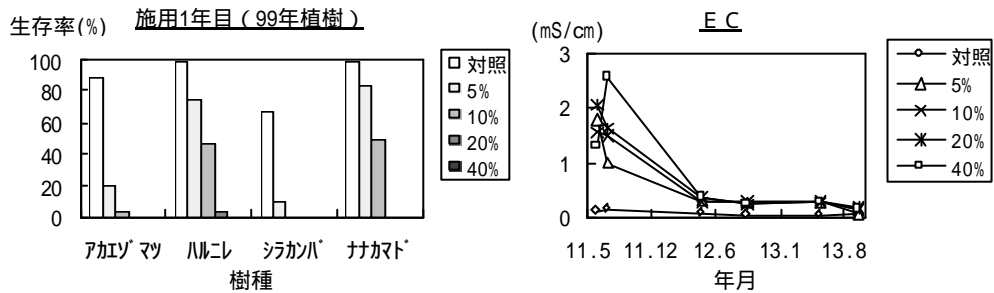 施用1年目（99年植樹）
生存率(%)
100
80
60
40
20
0
アカエゾマツ ハルニレ シラカンバ ナナカマド
樹種
対照
5%
10%
20%
40%
ＥＣ
(mS/cm)
3
2
1
0
11.5 11.12 12.6 13.1 13.8
年月
対照
5%
10%
20%
40%